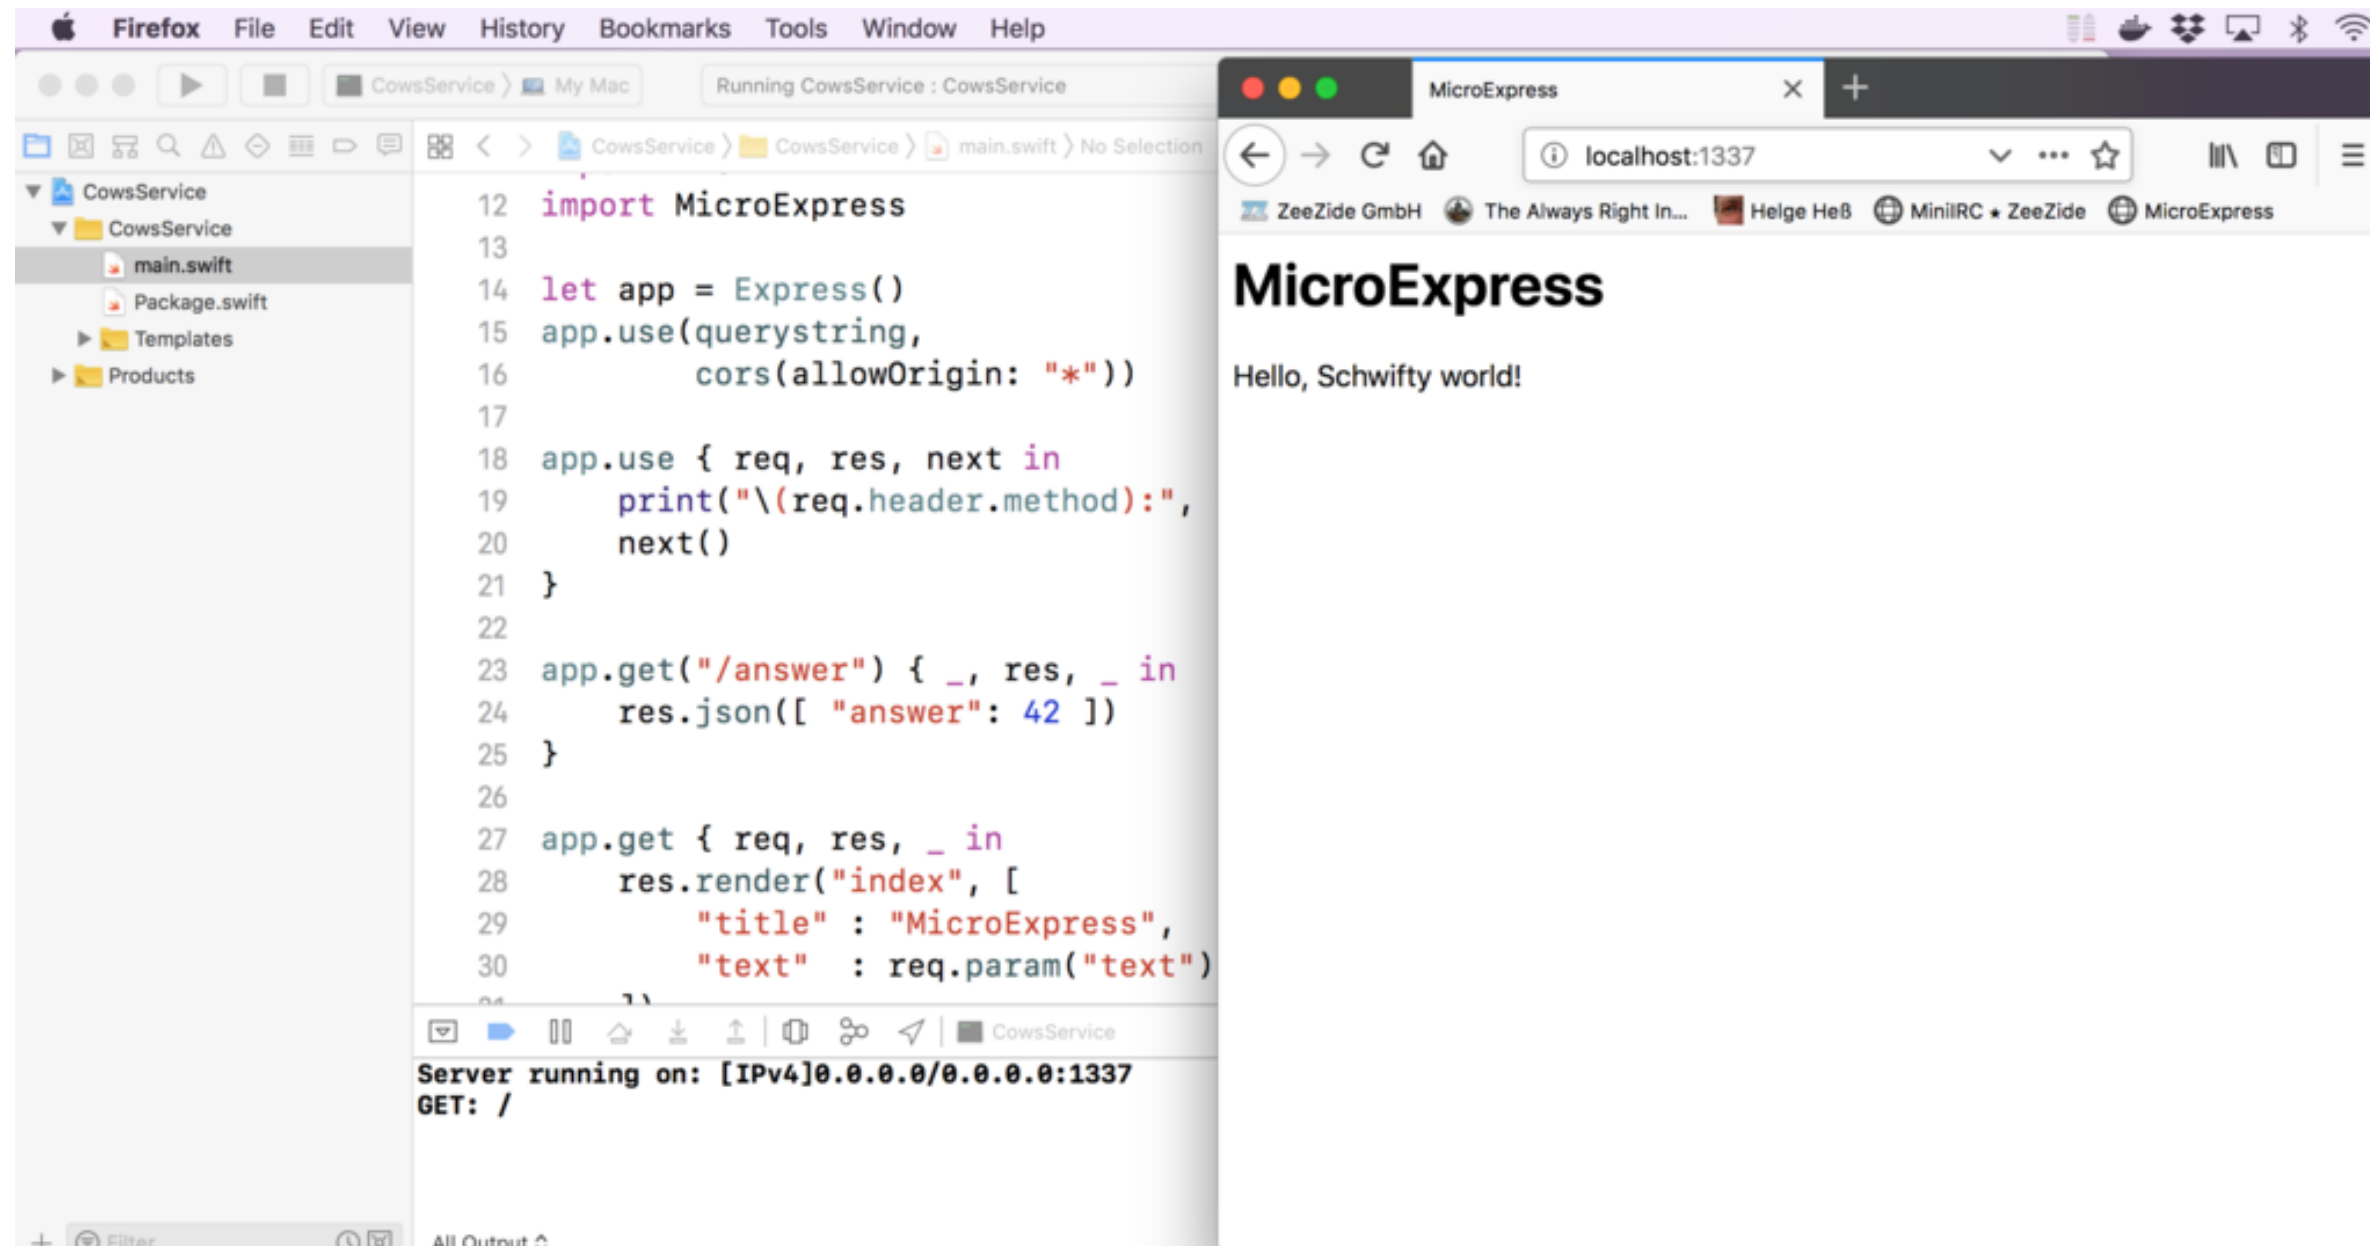 Firefox File Edit View History Bookmarks Tools Window Help
CowsService 〉 My Mac
Running CowsService : CowsService
CowsService 〉 CowsService 〉 main.swift 〉 No Selection
CowsService
CowsService
main.swift
Package.swift
Templates
Products
12 import MicroExpress
13
14 let app = Express()
15 app.use(querystring,
16 cors(allowOrigin: "*"))
17
18 app.use { req, res, next in
19 print("\(req.header.method):",
20 next()
21 }
22
23 app.get("/answer") { _, res, _ in
24 res.json([ "answer": 42 ])
25 }
26
27 app.get { req, res, _ in
28 res.render("index", [
29 "title" : "MicroExpress",
30 "text" : req.param("text")
31 ])
CowsService
Server running on: [IPv4]0.0.0.0/0.0.0.0:1337
GET: /
Filter
All Output
MicroExpress
localhost:1337
ZeeZide GmbH The Always Right In... Helge Heß MiniIRC ★ ZeeZide MicroExpress
MicroExpress
Hello, Schwifty world!